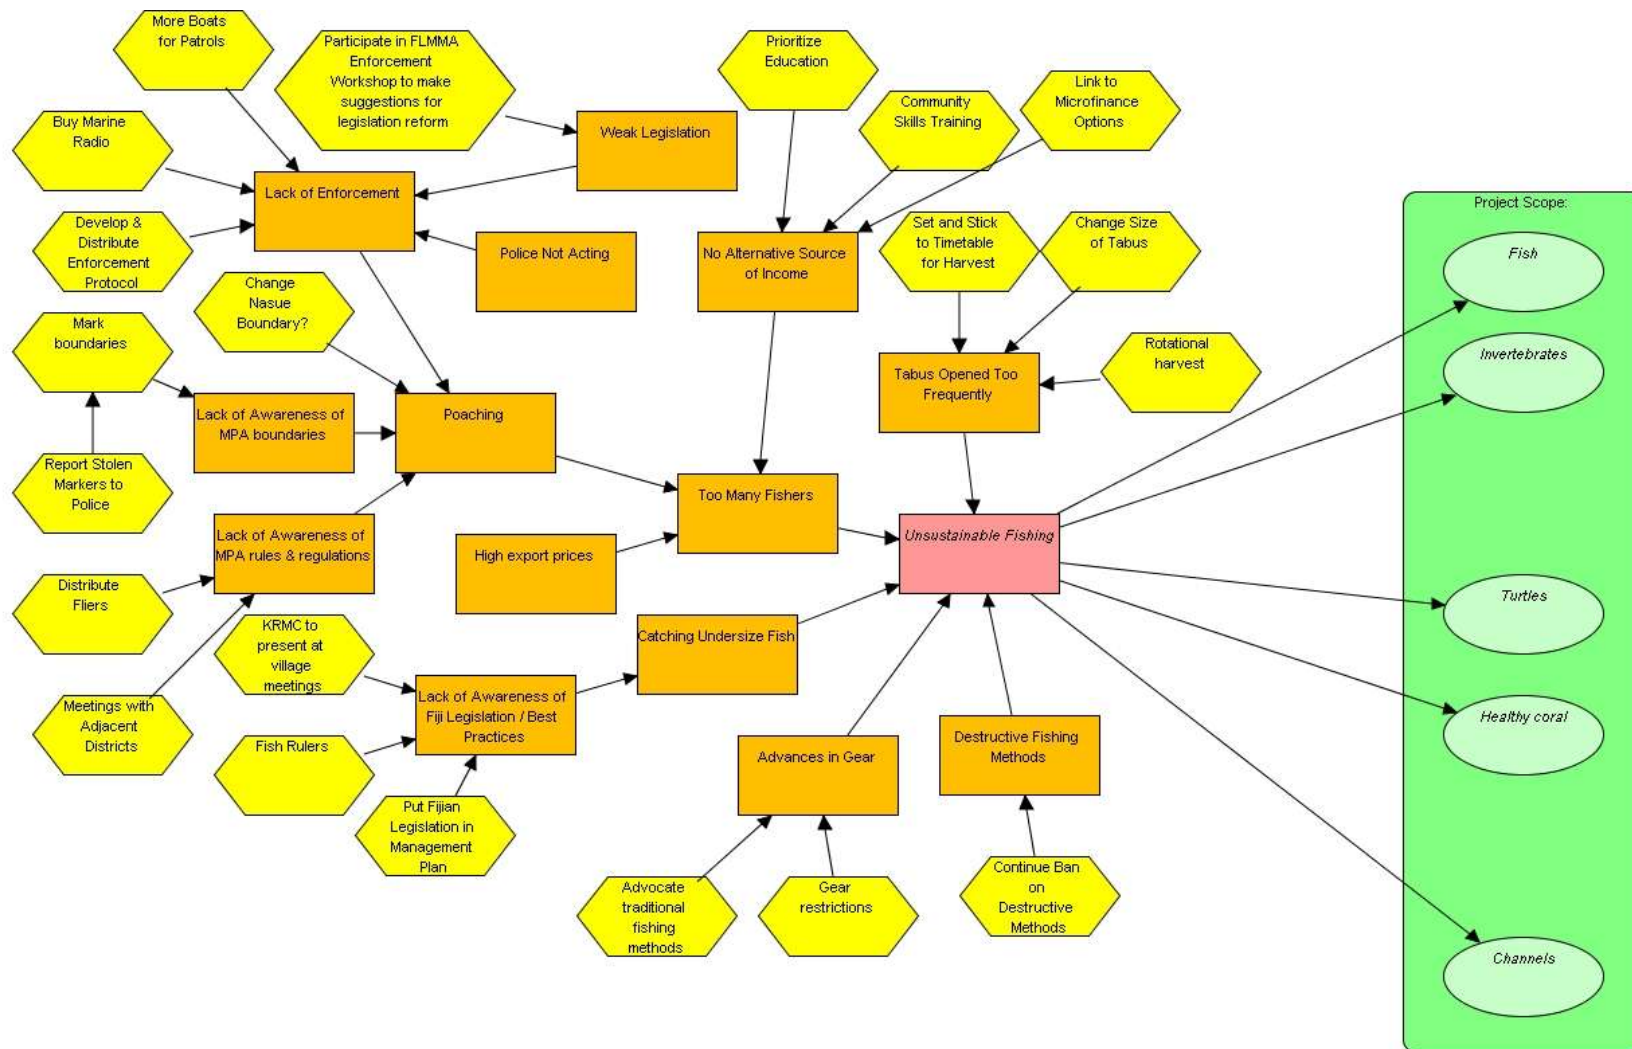 More Boats
for Patrols
Participate in FLMMA
Enforcement
Workshop to make
suggestions for
legislation reform
Prioritize
Education
Community
Skills Training
Link to
Microfinance
Options
Buy Marine
Radio
Weak Legislation
Lack of Enforcement
Develop &
Distribute
Enforcement
Protocol
Police Not Acting
No Alternative Source
of Income
Set and Stick
to Timetable
for Harvest
Change Size
of Tabus
Project Scope:
Fish
Change
Nasue
Boundary?
Mark
boundaries
Rotational
harvest
Invertebrates
Tabus Opened Too
Frequently
Lack of Awareness of
MPA boundaries
Poaching
Report Stolen
Markers to
Police
Too Many Fishers
Lack of Awareness of
MPA rules & regulations
High export prices
Unsustainable Fishing
Distribute
Fliers
Turtles
KRMC to
present at
village
meetings
Catching Undersize Fish
Meetings with
Adjacent
Districts
Lack of Awareness of
Fiji Legislation / Best
Practices
Healthy coral
Fish Rulers
Advances in Gear
Destructive Fishing
Methods
Put Fijian
Legislation in
Management
Plan
Advocate
traditional
fishing
methods
Gear
restrictions
Continue Ban
on
Destructive
Methods
Channels